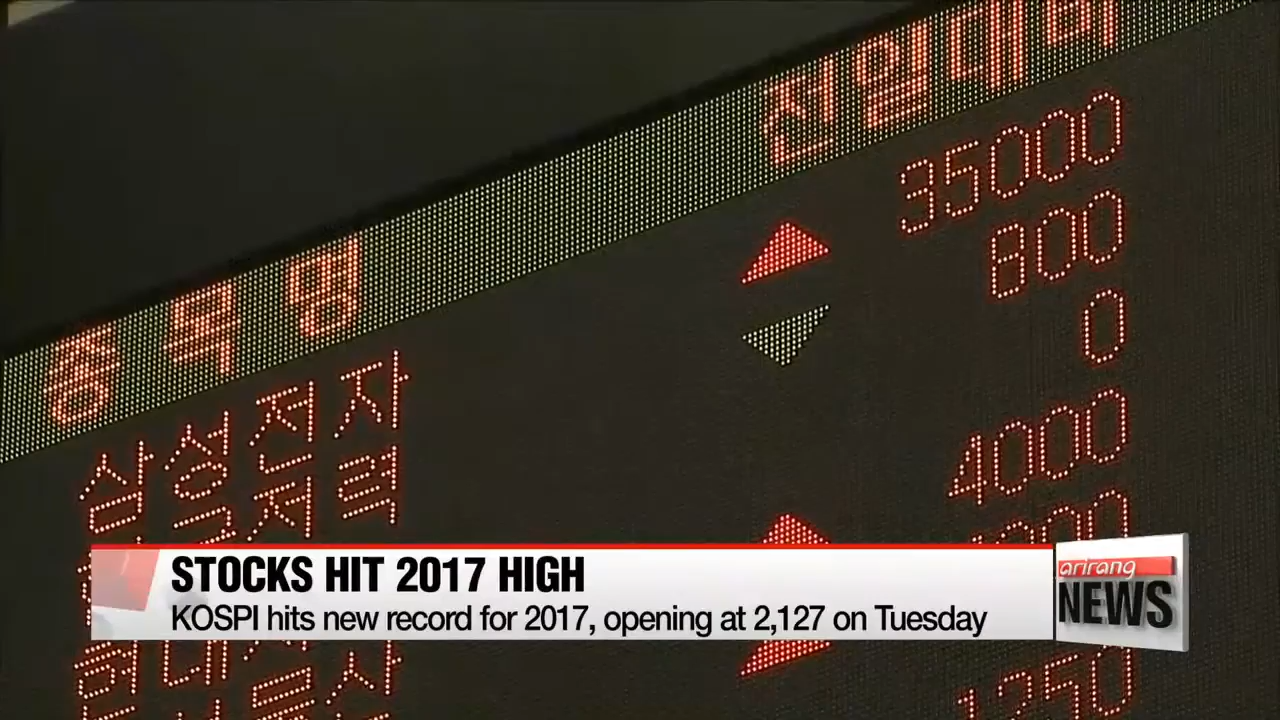 종목명 전일대비
삼성전자 35000
800
0
4000
1250
STOCKS HIT 2017 HIGH
KOSPI hits new record for 2017, opening at 2,127 on Tuesday
arirang
NEWS